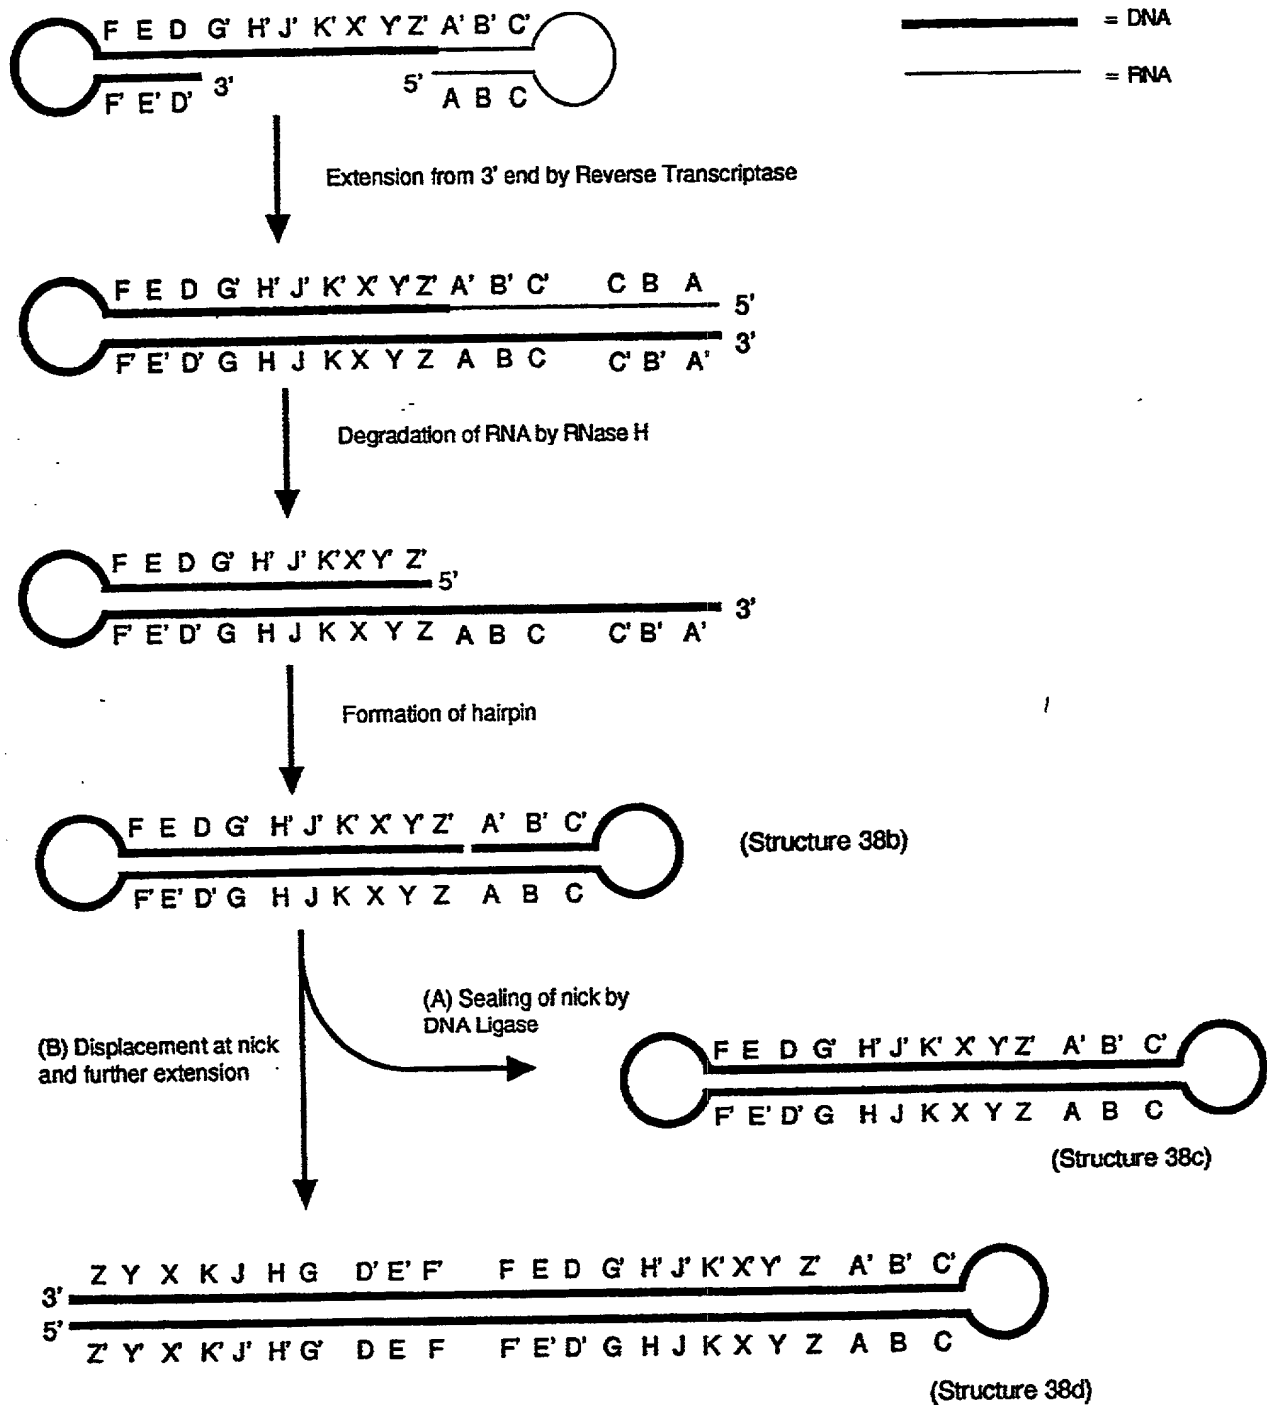 F E D G' H' J' K' X' Y' Z' A' B' C'
= DNA
3'
5'
= RNA
F' E' D'
A B C
Extension from 3' end by Reverse Transcriptase
F E D G' H' J' K' X' Y' Z' A' B' C' C B A
5'
3'
F' E' D' G H J K X Y Z A B C C' B' A'
Degradation of RNA by RNase H
F E D G' H' J' K' X' Y' Z'
5'
3'
F' E' D' G H J K X Y Z A B C C' B' A'
Formation of hairpin
F E D G' H' J' K' X' Y' Z' A' B' C'
(Structure 38b)
F' E' D' G H J K X Y Z A B C
(A) Sealing of nick by
DNA Ligase
(B) Displacement at nick
and further extension
F E D G' H' J' K' X' Y' Z' A' B' C'
F' E' D' G H J K X Y Z A B C
(Structure 38c)
Z Y X K J H G D' E' F' F E D G' H' J' K' X' Y' Z' A' B' C'
3'
5'
Z' Y' X' K' J' H' G' D E F F' E' D' G H J K X Y Z A B C
(Structure 38d)